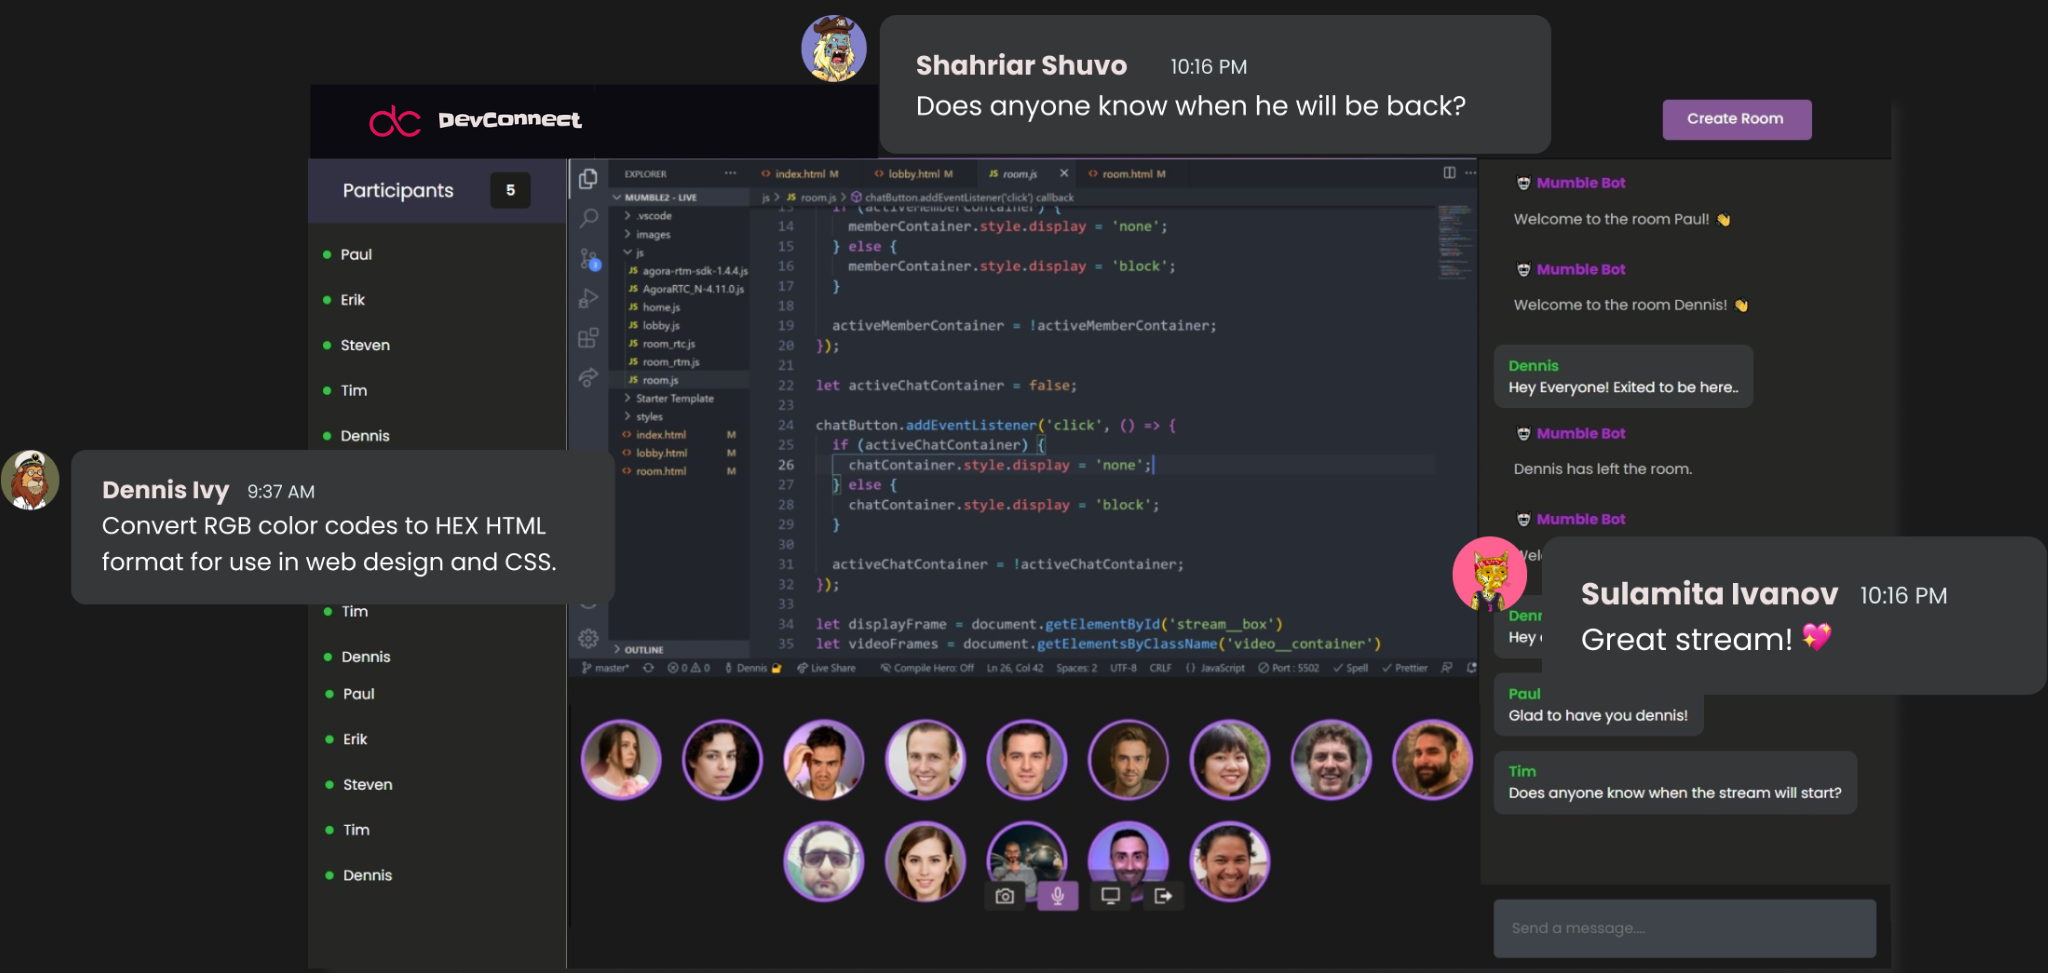 Shahriar Shuvo 10:16 PM
Does anyone know when he will be back?
DevConnect
Create Room
Participants 5
Paul
Erik
Steven
Tim
Dennis
Dennis Ivy 9:37 AM
Convert RGB color codes to HEX HTML
format for use in web design and CSS.
Tim
Dennis
Paul
Erik
Steven
Tim
Dennis
EXPLORER ···
MUMBLE2 - LIVE
> .vscode
> images
js
JS agora-rtm-sdk-1.4.4.js
JS AgoraRTC_N-4.11.0.js
JS home.js
JS lobby.js
JS room_rtc.js
JS room_rtm.js
JS room.js
> Starter Template
> styles
<> index.html M
<> lobby.html M
<> room.html M
> OUTLINE
<> index.html M <> lobby.html M JS room.js × <> room.html M ···
js > JS room.js > chatButton.addEventListener('click') callback
13 if (activeMemberContainer) {
14 memberContainer.style.display = 'none';
15 } else {
16 memberContainer.style.display = 'block';
17 }
18
19 activeMemberContainer = !activeMemberContainer;
20 });
21
22 let activeChatContainer = false;
23
24 chatButton.addEventListener('click', () => {
25 if (activeChatContainer) {
26 chatContainer.style.display = 'none';
27 } else {
28 chatContainer.style.display = 'block';
29 }
30
31 activeChatContainer = !activeChatContainer;
32 });
33
34 let displayFrame = document.getElementById('stream__box')
35 let videoFrames = document.getElementsByClassName('video__container')
master* 0 0 Dennis Live Share Compile Hero: Off Ln 26, Col 42 Spaces: 2 UTF-8 CRLF {} JavaScript Port : 5502 Spell Prettier
Mumble Bot
Welcome to the room Paul! 👋
Mumble Bot
Welcome to the room Dennis! 👋
Dennis
Hey Everyone! Exited to be here..
Mumble Bot
Dennis has left the room.
Mumble Bot
Sulamita Ivanov 10:16 PM
Great stream! 💖
Hey
Paul
Glad to have you dennis!
Tim
Does anyone know when the stream will start?
Send a message....